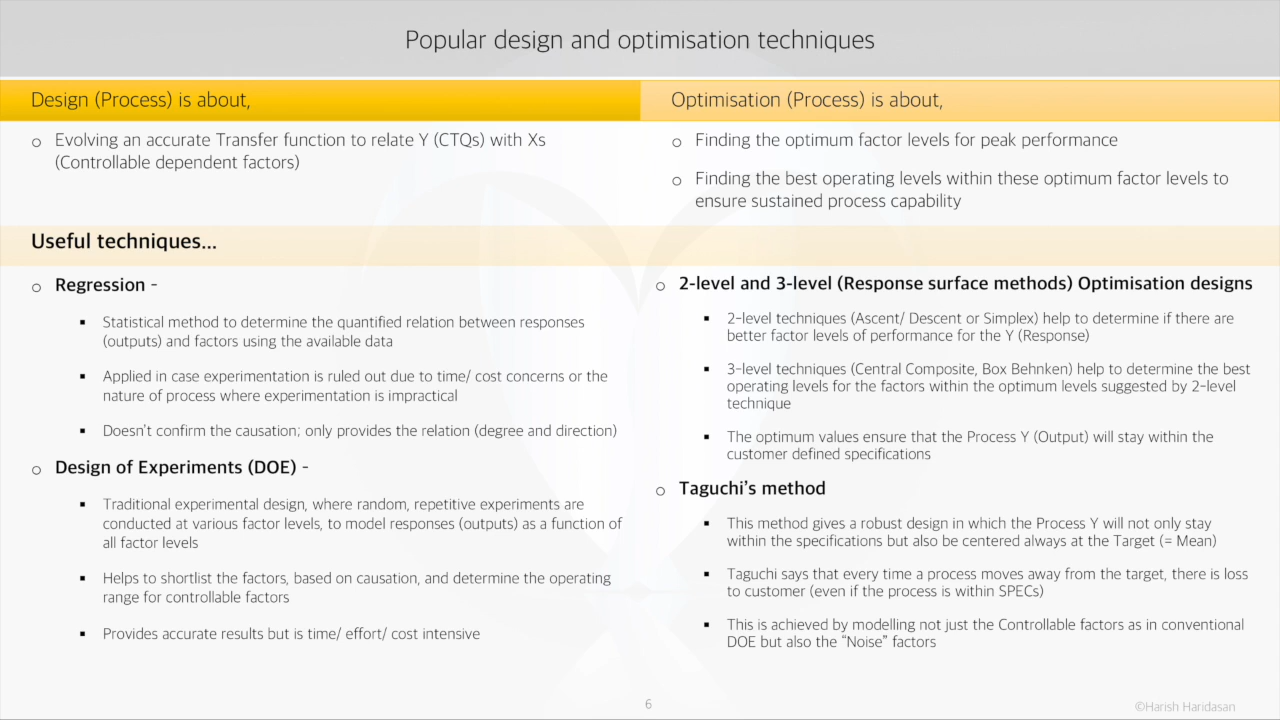 Popular design and optimisation techniques
Design (Process) is about,
o Evolving an accurate Transfer function to relate Y (CTQs) with Xs
(Controllable dependent factors)
Optimisation (Process) is about,
o Finding the optimum factor levels for peak performance
o Finding the best operating levels within these optimum factor levels to
ensure sustained process capability
Useful techniques...
o Regression -
▪ Statistical method to determine the quantified relation between responses
(outputs) and factors using the available data
▪ Applied in case experimentation is ruled out due to time/ cost concerns or the
nature of process where experimentation is impractical
▪ Doesn't confirm the causation; only provides the relation (degree and direction)
o Design of Experiments (DOE) -
▪ Traditional experimental design, where random, repetitive experiments are
conducted at various factor levels, to model responses (outputs) as a function of
all factor levels
▪ Helps to shortlist the factors, based on causation, and determine the operating
range for controllable factors
▪ Provides accurate results but is time/ effort/ cost intensive
o 2-level and 3-level (Response surface methods) Optimisation designs
▪ 2-level techniques (Ascent/ Descent or Simplex) help to determine if there are
better factor levels of performance for the Y (Response)
▪ 3-level techniques (Central Composite, Box Behnken) help to determine the best
operating levels for the factors within the optimum levels suggested by 2-level
technique
▪ The optimum values ensure that the Process Y (Output) will stay within the
customer defined specifications
o Taguchi's method
▪ This method gives a robust design in which the Process Y will not only stay
within the specifications but also be centered always at the Target (= Mean)
▪ Taguchi says that every time a process moves away from the target, there is loss
to customer (even if the process is within SPECs)
▪ This is achieved by modelling not just the Controllable factors as in conventional
DOE but also the "Noise" factors
6
©Harish Haridasan